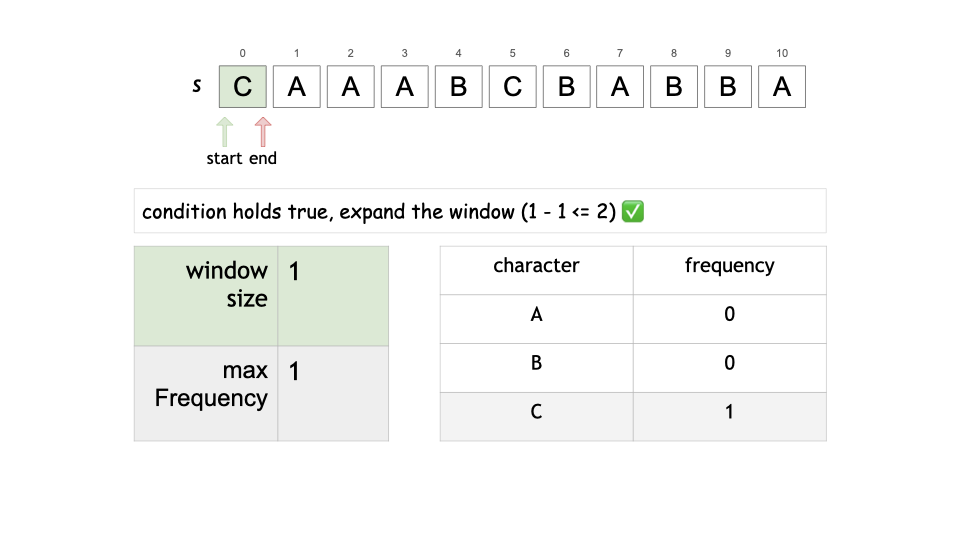 0 1 2 3 4 5 6 7 8 9 10
s C A A A B C B A B B A
start end
condition holds true, expand the window (1 - 1 <= 2) ✅
window size 1
max Frequency 1
character frequency
A 0
B 0
C 1